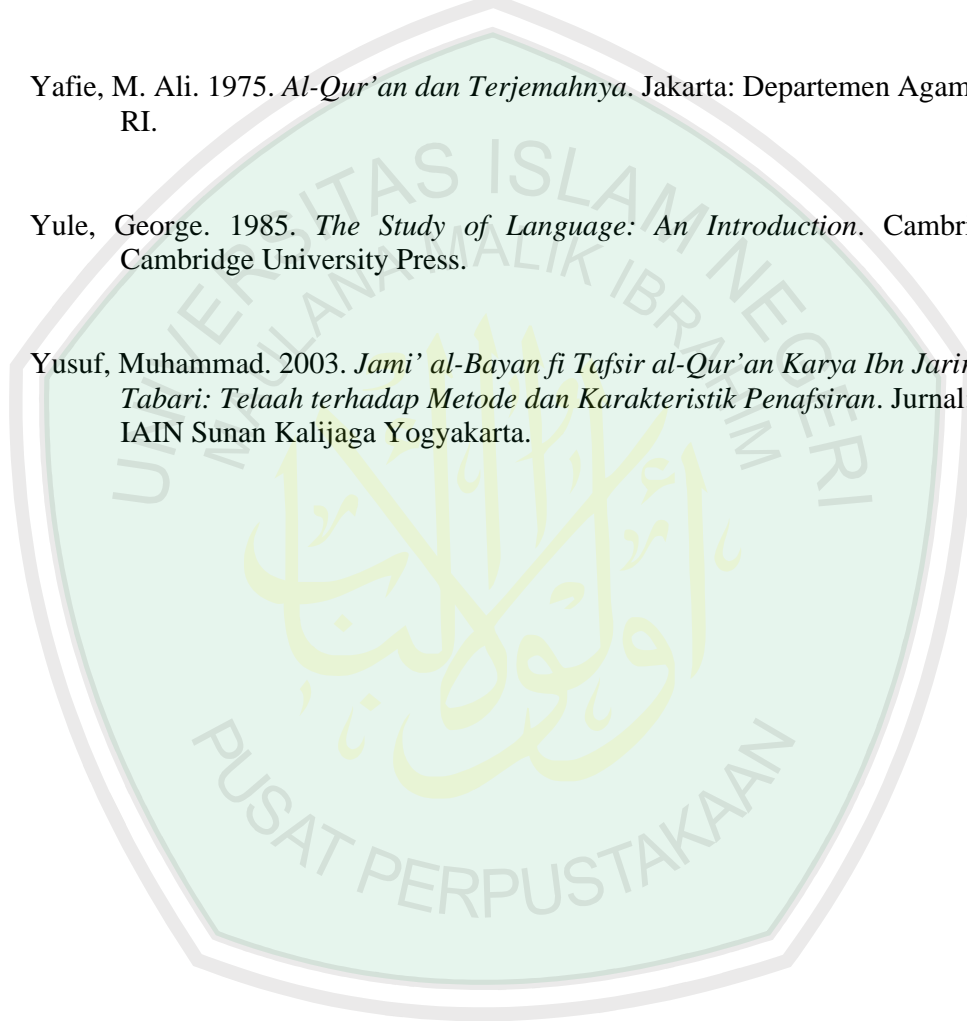 Yafie, M. Ali. 1975. Al-Qur’an dan Terjemahnya. Jakarta: Departemen Agam
RI.
Yule, George. 1985. The Study of Language: An Introduction. Cambri
Cambridge University Press.
Yusuf, Muhammad. 2003. Jami’ al-Bayan fi Tafsir al-Qur’an Karya Ibn Jarir
Tabari: Telaah terhadap Metode dan Karakteristik Penafsiran. Jurnal
IAIN Sunan Kalijaga Yogyakarta.
UNIVERSITAS ISLAM NEGERI
MAULANA MALIK IBRAHIM
PUSAT PERPUSTAKAAN